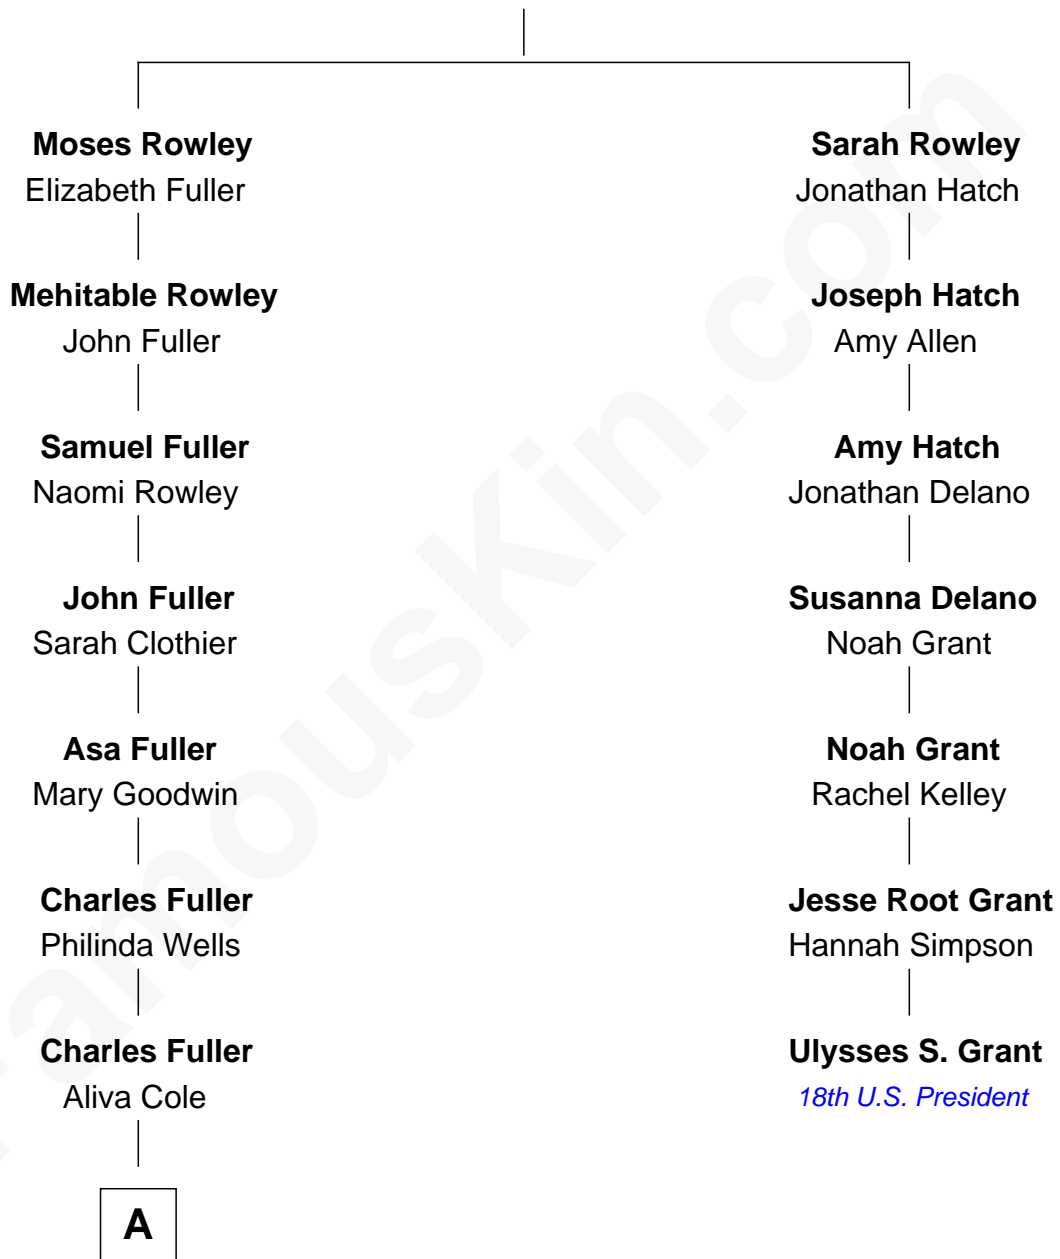 Moses Rowley
Elizabeth Fuller
Mehitable Rowley
John Fuller
Samuel Fuller
Naomi Rowley
John Fuller
Sarah Clothier
Asa Fuller
Mary Goodwin
Charles Fuller
Philinda Wells
Charles Fuller
Aliva Cole
A
Sarah Rowley
Jonathan Hatch
Joseph Hatch
Amy Allen
Amy Hatch
Jonathan Delano
Susanna Delano
Noah Grant
Noah Grant
Rachel Kelley
Jesse Root Grant
Hannah Simpson
Ulysses S. Grant
18th U.S. President
FamousKin.com